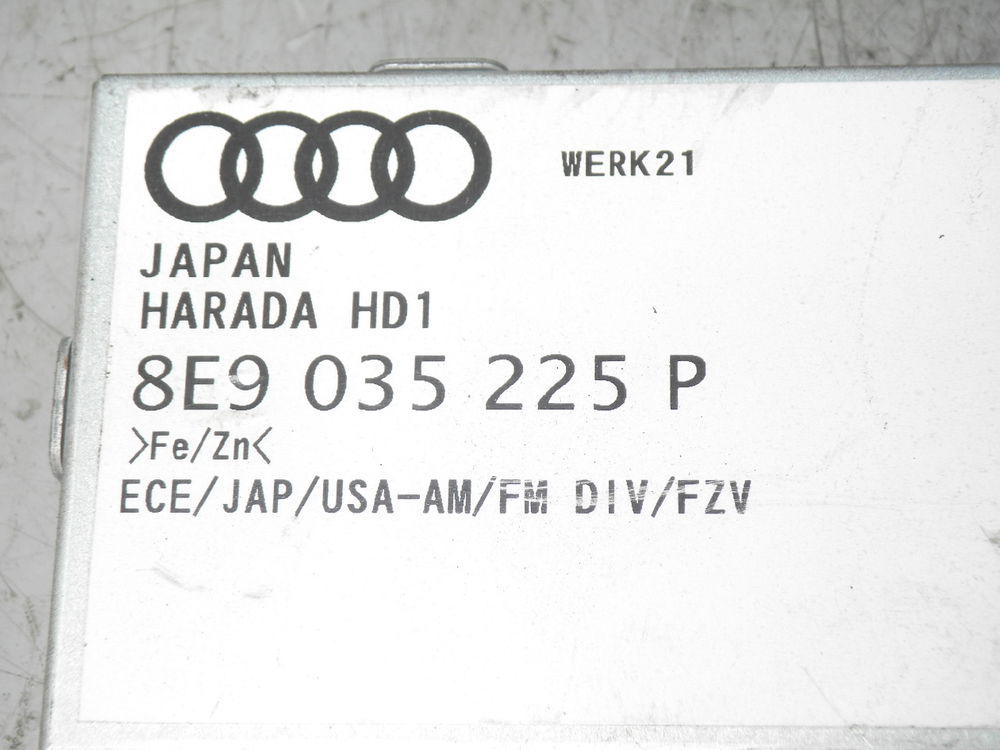 WERK21
JAPAN
HARADA HD1
8E9 035 225 P
>Fe/Zn<
ECE/JAP/USA-AM/FM DIV/FZV